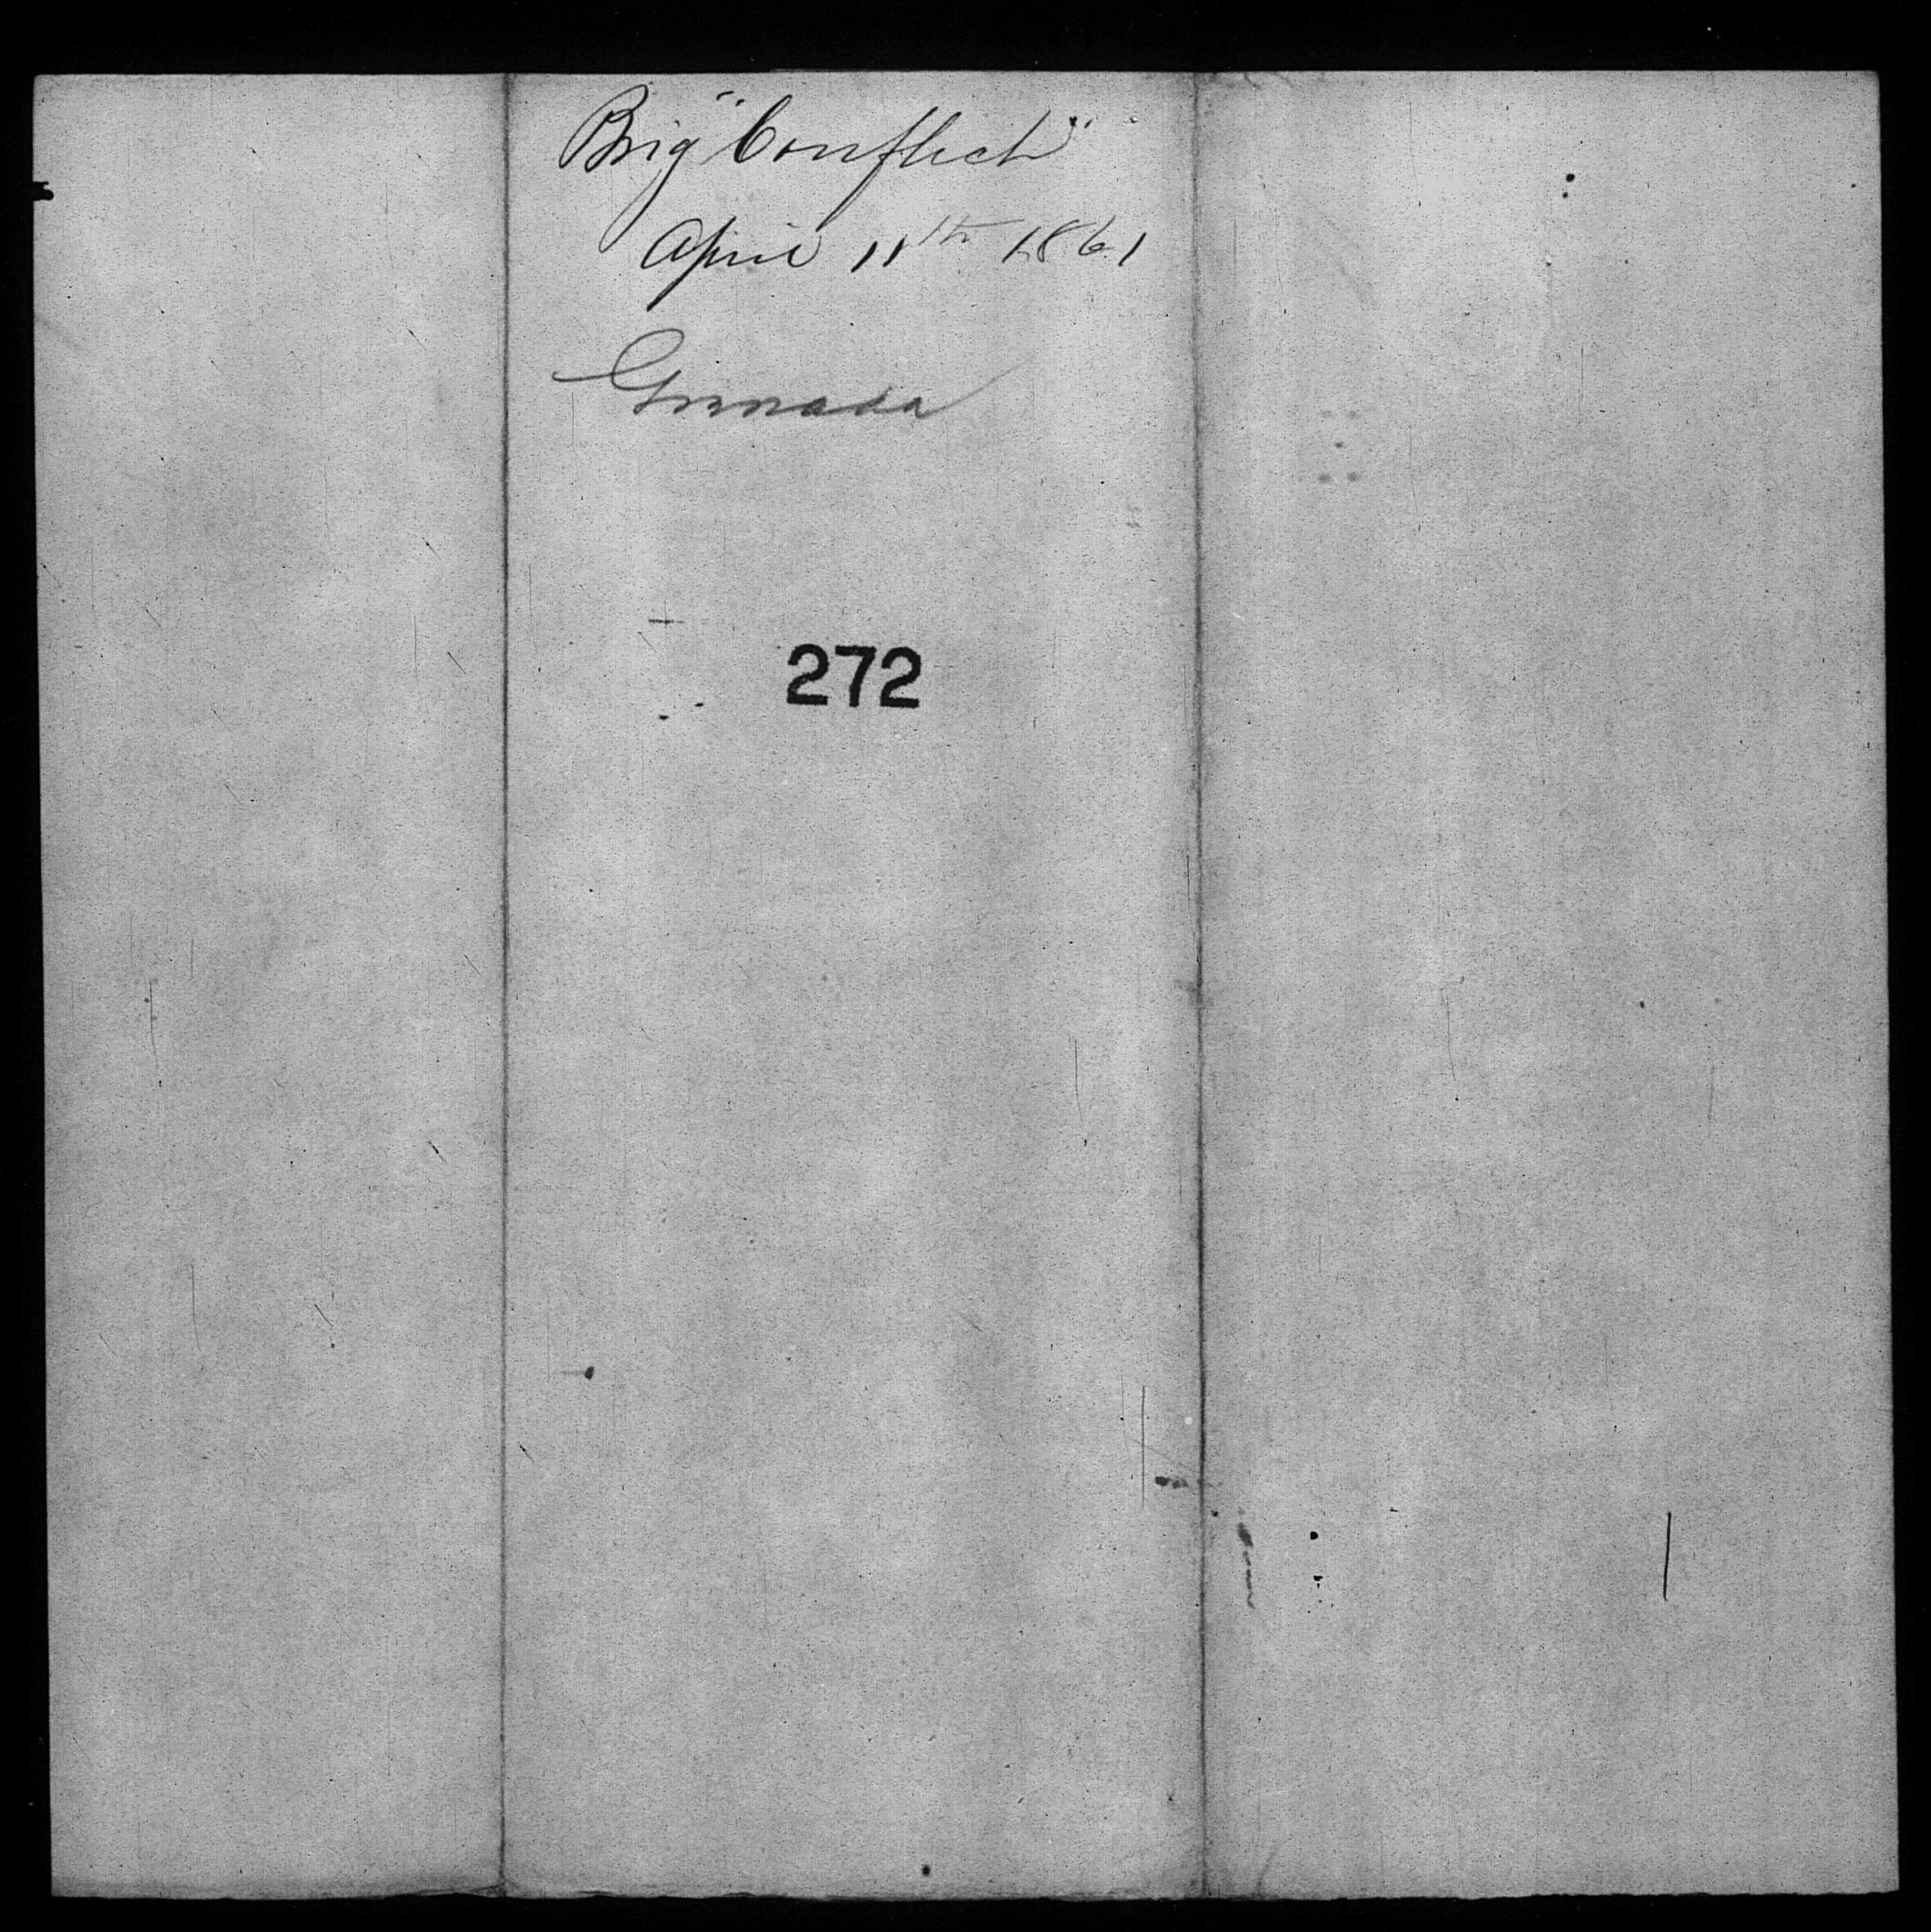 Brig "Conflict"
April 11th 1861
Grenada
272